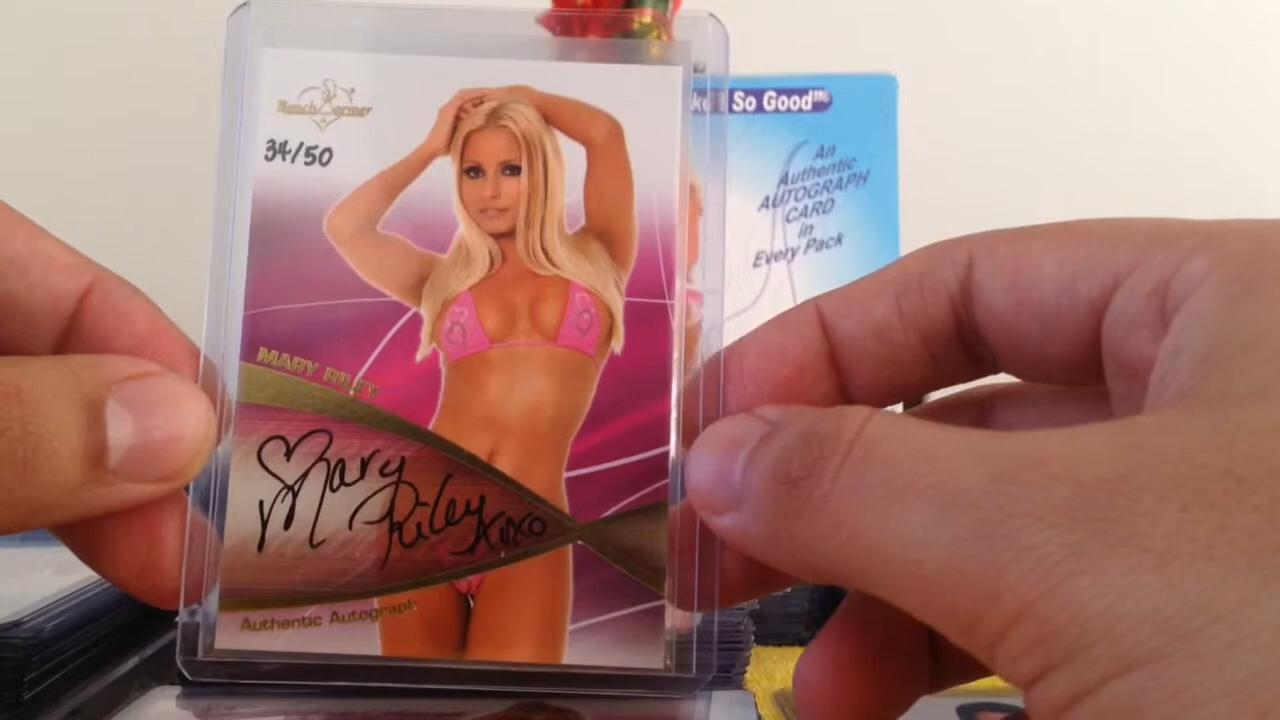 Bench Warmer
34/50
MARY RILEY
Mary
Riley xoxo
Authentic Autograph
So Good™
An
Authentic
AUTOGRAPH
CARD
in
Every Pack